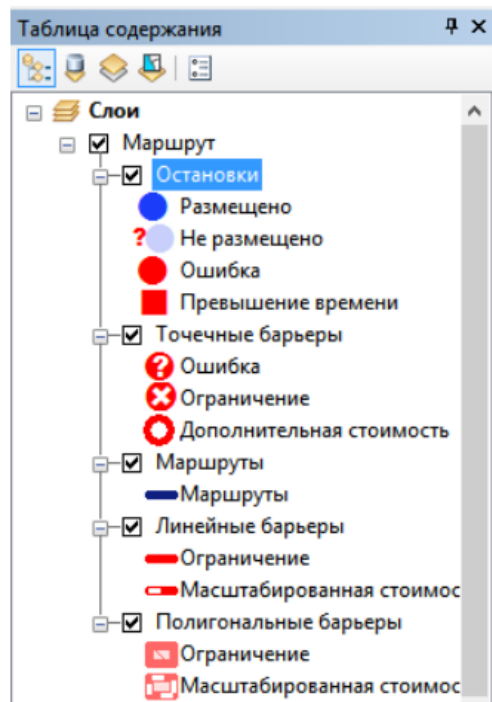 Таблица содержания
Слои
Маршрут
Остановки
Размещено
? Не размещено
Ошибка
Превышение времени
Точечные барьеры
? Ошибка
Ограничение
Дополнительная стоимость
Маршруты
Маршруты
Линейные барьеры
Ограничение
Масштабированная стоимос
Полигональные барьеры
Ограничение
Масштабированная стоимос